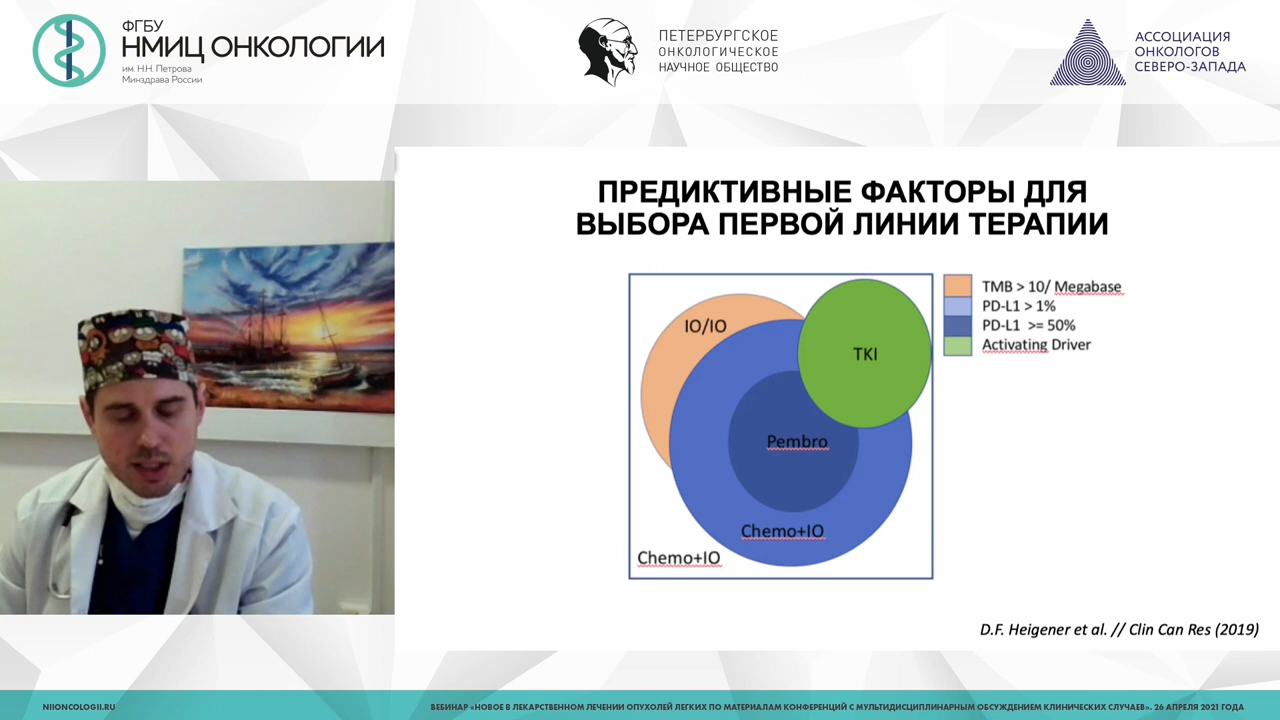 ФГБУ
НМИЦ ОНКОЛОГИИ
им. Н.Н. Петрова
Минздрава России
ПЕТЕРБУРГСКОЕ
ОНКОЛОГИЧЕСКОЕ
НАУЧНОЕ ОБЩЕСТВО
АССОЦИАЦИЯ
ОНКОЛОГОВ
СЕВЕРО-ЗАПАДА
ПРЕДИКТИВНЫЕ ФАКТОРЫ ДЛЯ
ВЫБОРА ПЕРВОЙ ЛИНИИ ТЕРАПИИ
IO/IO
TKI
Pembro
Chemo+IO
Chemo+IO
TMB > 10/ Megabase
PD-L1 > 1%
PD-L1 >= 50%
Activating Driver
D.F. Heigener et al. // Clin Can Res (2019)
NIIONCOLOGII.RU
ВЕБИНАР «НОВОЕ В ЛЕКАРСТВЕННОМ ЛЕЧЕНИИ ОПУХОЛЕЙ ЛЕГКИХ ПО МАТЕРИАЛАМ КОНФЕРЕНЦИЙ С МУЛЬТИДИСЦИПЛИНАРНЫМ ОБСУЖДЕНИЕМ КЛИНИЧЕСКИХ СЛУЧАЕВ». 26 АПРЕЛЯ 2021 ГОДА